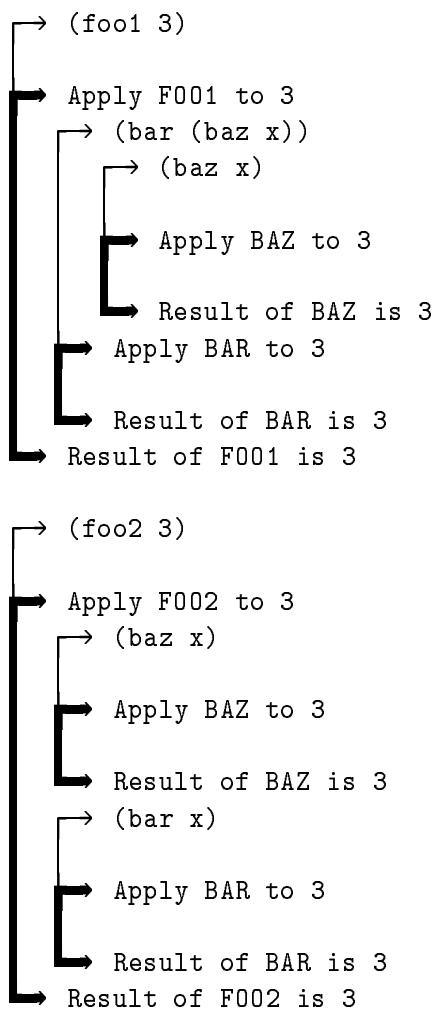 (foo1 3)
Apply FOO1 to 3
(bar (baz x))
(baz x)
Apply BAZ to 3
Result of BAZ is 3
Apply BAR to 3
Result of BAR is 3
Result of FOO1 is 3
(foo2 3)
Apply FOO2 to 3
(baz x)
Apply BAZ to 3
Result of BAZ is 3
(bar x)
Apply BAR to 3
Result of BAR is 3
Result of FOO2 is 3